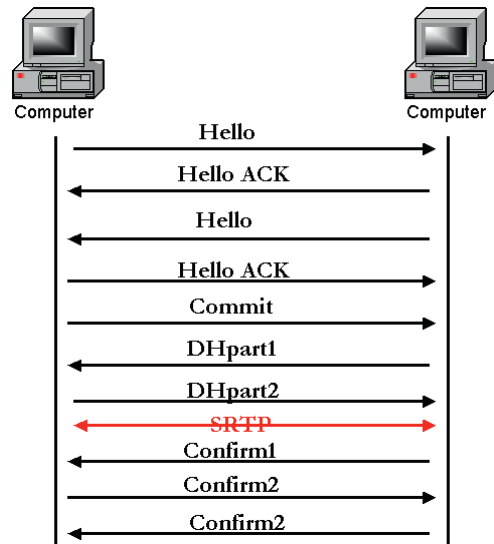 Computer
Computer
Hello
Hello ACK
Hello
Hello ACK
Commit
DHpart1
DHpart2
SRTP
Confirm1
Confirm2
Confirm2